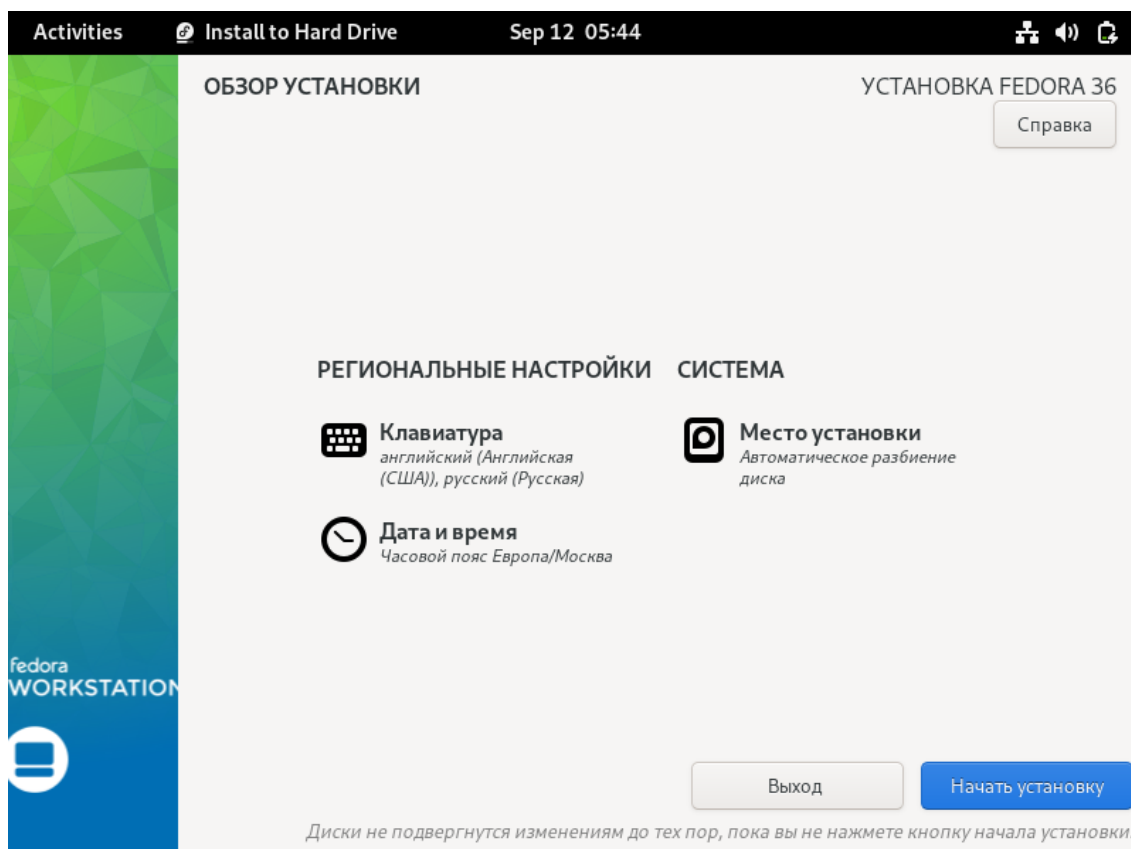 Activities Install to Hard Drive Sep 12 05:44
ОБЗОР УСТАНОВКИ
УСТАНОВКА FEDORA 36
Справка
РЕГИОНАЛЬНЫЕ НАСТРОЙКИ
Клавиатура
английский (Английская
(США)), русский (Русская)
Дата и время
Часовой пояс Европа/Москва
СИСТЕМА
Место установки
Автоматическое разбиение
диска
fedora
WORKSTATION
Выход
Начать установку
Диски не подвергнутся изменениям до тех пор, пока вы не нажмете кнопку начала установки.